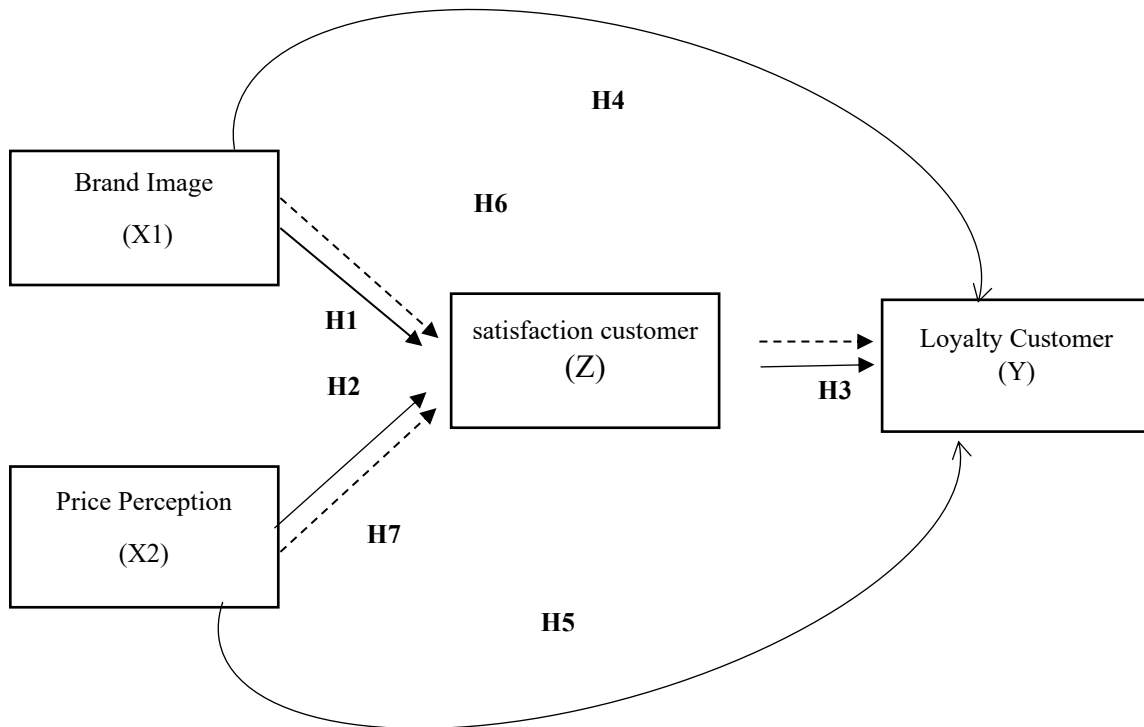 H4
Brand Image
(X1)
H6
H1
satisfaction customer
(Z)
Loyalty Customer
(Y)
H3
H2
Price Perception
(X2)
H7
H5